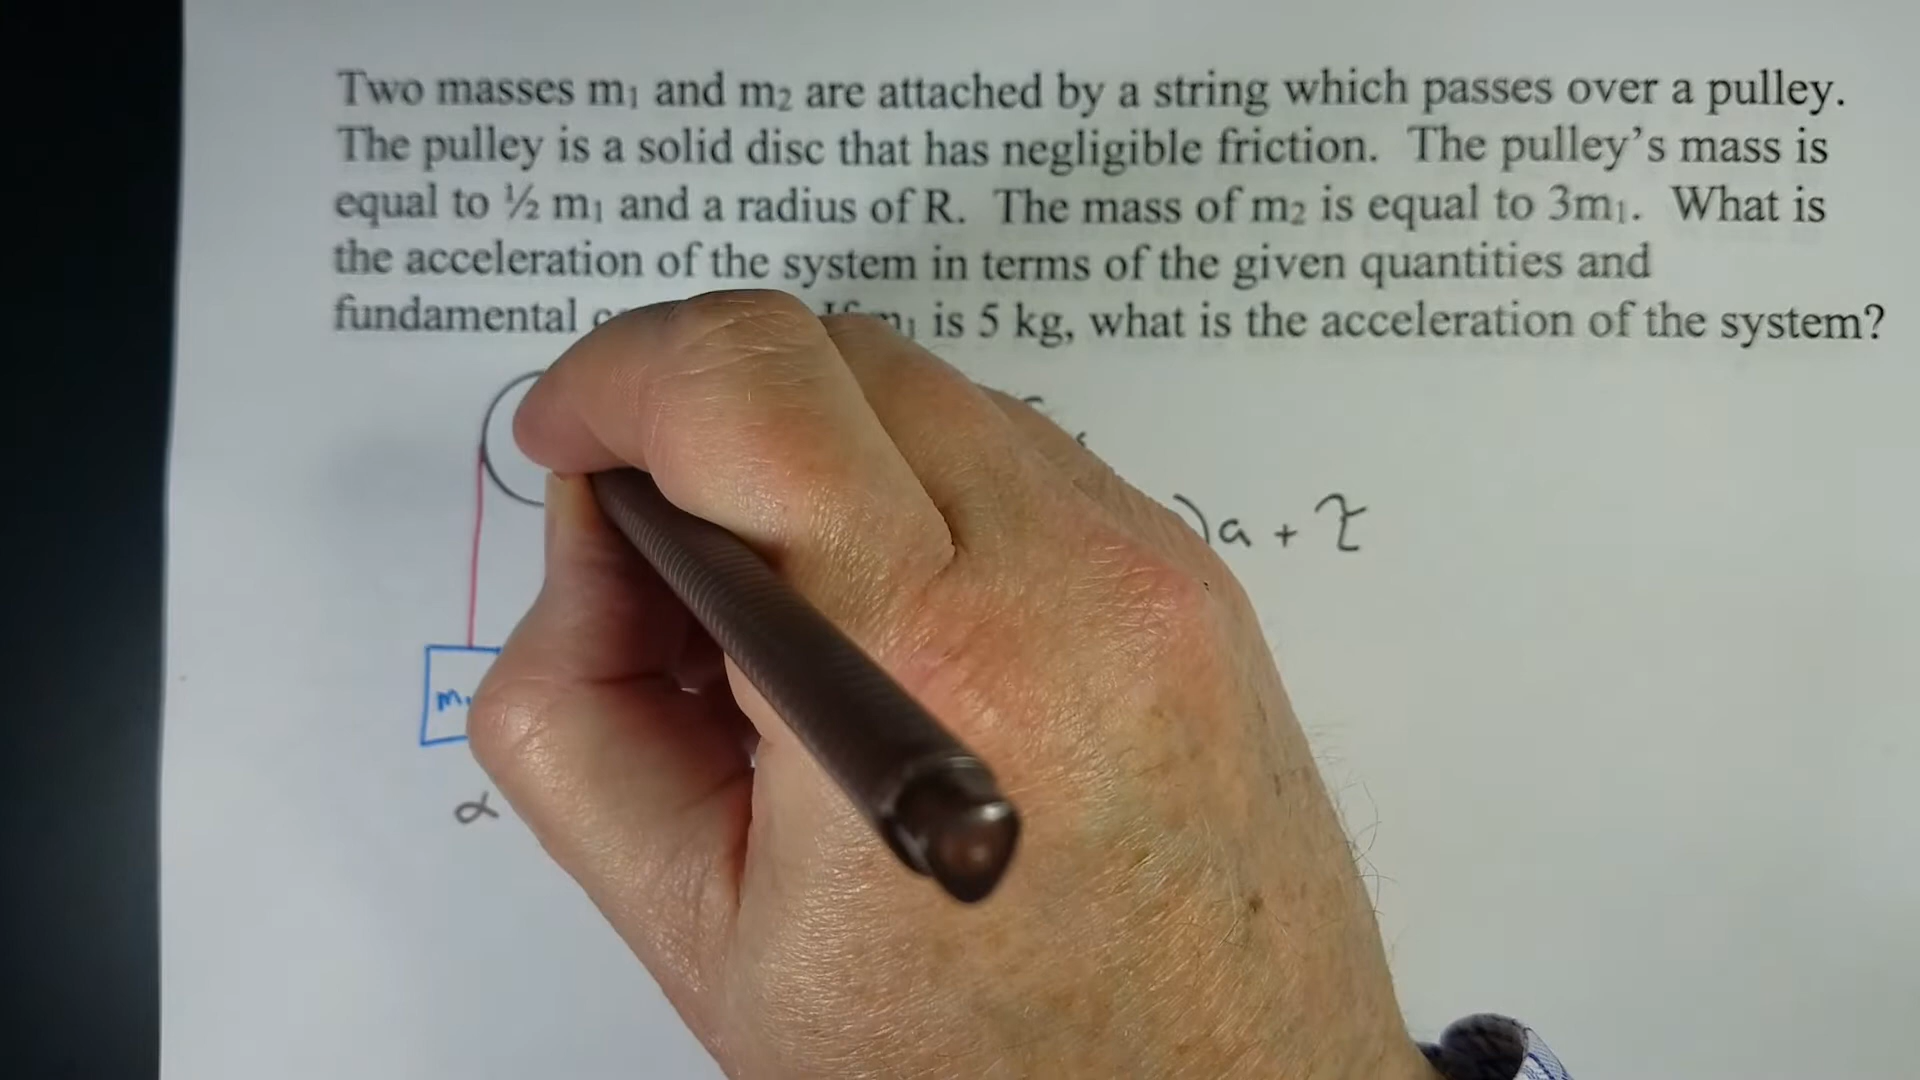 Two masses m₁ and m₂ are attached by a string which passes over a pulley.
The pulley is a solid disc that has negligible friction. The pulley’s mass is
equal to ½ m₁ and a radius of R. The mass of m₂ is equal to 3m₁. What is
the acceleration of the system in terms of the given quantities and
fundamental If m₁ is 5 kg, what is the acceleration of the system?
)a + τ
m₁
α